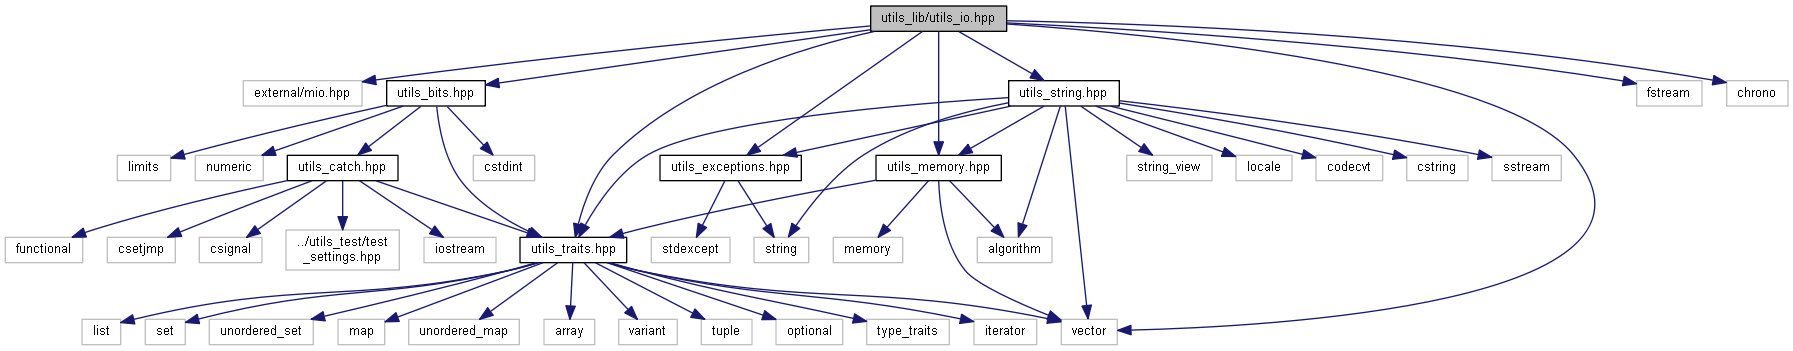 utils_lib/utils_io.hpp
external/mio.hpp
utils_bits.hpp
utils_string.hpp
fstream
chrono
limits
numeric
utils_catch.hpp
cstdint
utils_exceptions.hpp
utils_memory.hpp
string_view
locale
codecvt
cstring
sstream
functional
csetjmp
csignal
../utils_test/test
_settings.hpp
iostream
utils_traits.hpp
stdexcept
string
memory
algorithm
list
set
unordered_set
map
unordered_map
array
variant
tuple
optional
type_traits
iterator
vector